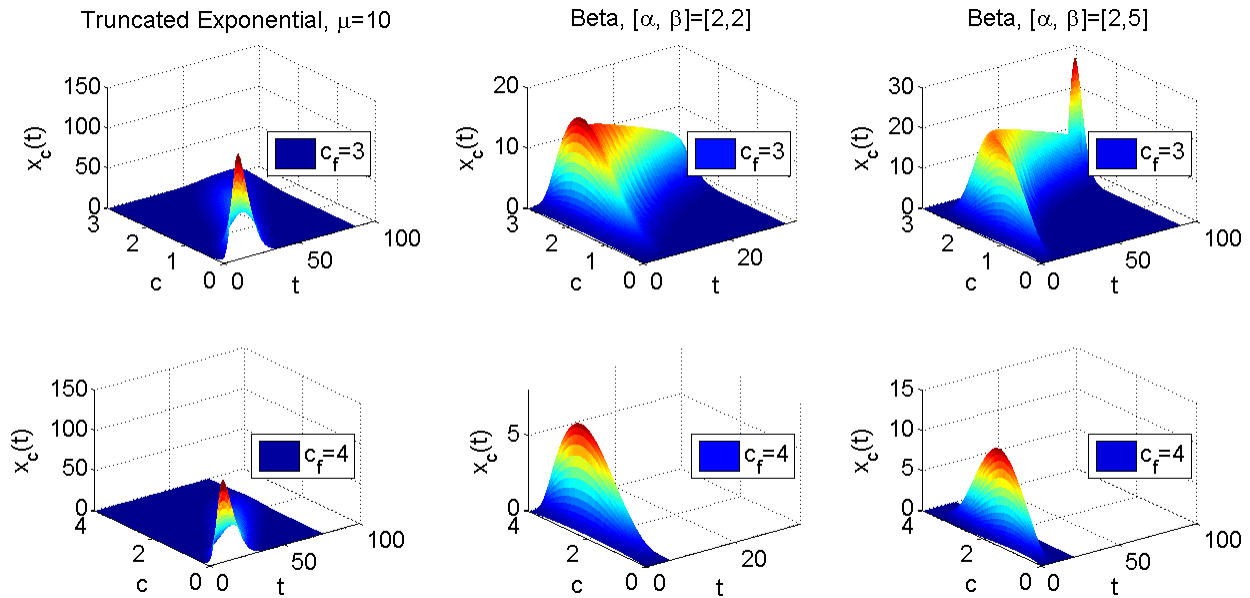 Truncated Exponential, μ=10
Beta, [α, β]=[2,2]
Beta, [α, β]=[2,5]
150
100
50
0
x_c(t)
3
2
1
0
c
0
50
100
t
c_f=3
20
10
0
x_c(t)
3
2
1
0
c
0
20
t
c_f=3
30
20
10
0
x_c(t)
3
2
1
0
c
0
50
100
t
c_f=3
150
100
50
0
x_c(t)
4
2
0
c
0
50
100
t
c_f=4
5
0
x_c(t)
4
2
0
c
0
20
t
c_f=4
15
10
5
0
x_c(t)
4
2
0
c
0
50
100
t
c_f=4